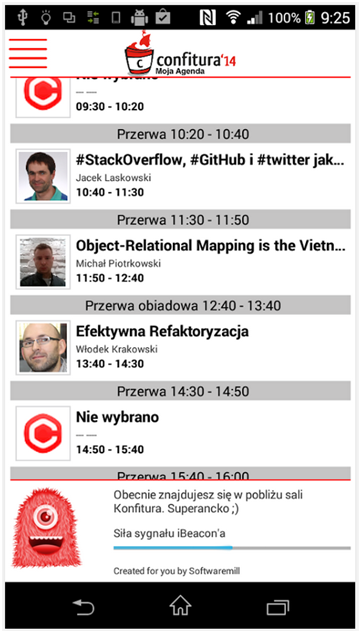 100% 9:25
confitura'14
Moja Agenda
Nie wybrano
-- --
09:30 - 10:20
Przerwa 10:20 - 10:40
#StackOverflow, #GitHub i #twitter jak...
Jacek Laskowski
10:40 - 11:30
Przerwa 11:30 - 11:50
Object-Relational Mapping is the Vietn...
Michał Piotrkowski
11:50 - 12:40
Przerwa obiadowa 12:40 - 13:40
Efektywna Refaktoryzacja
Włodek Krakowski
13:40 - 14:30
Przerwa 14:30 - 14:50
Nie wybrano
-- --
14:50 - 15:40
Przerwa 15:40 - 16:00
Obecnie znajdujesz się w pobliżu sali
Konfitura. Superancko ;)
Siła sygnału iBeacon'a
Created for you by Softwaremill